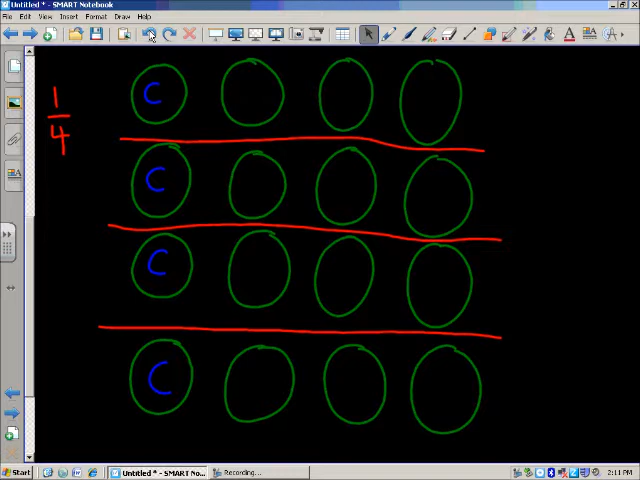 Untitled * - SMART Notebook
File Edit View Insert Format Draw Help
1
4
C
C
C
C
Start
Untitled * - SMART Noteb...
Recording...
2:11 PM